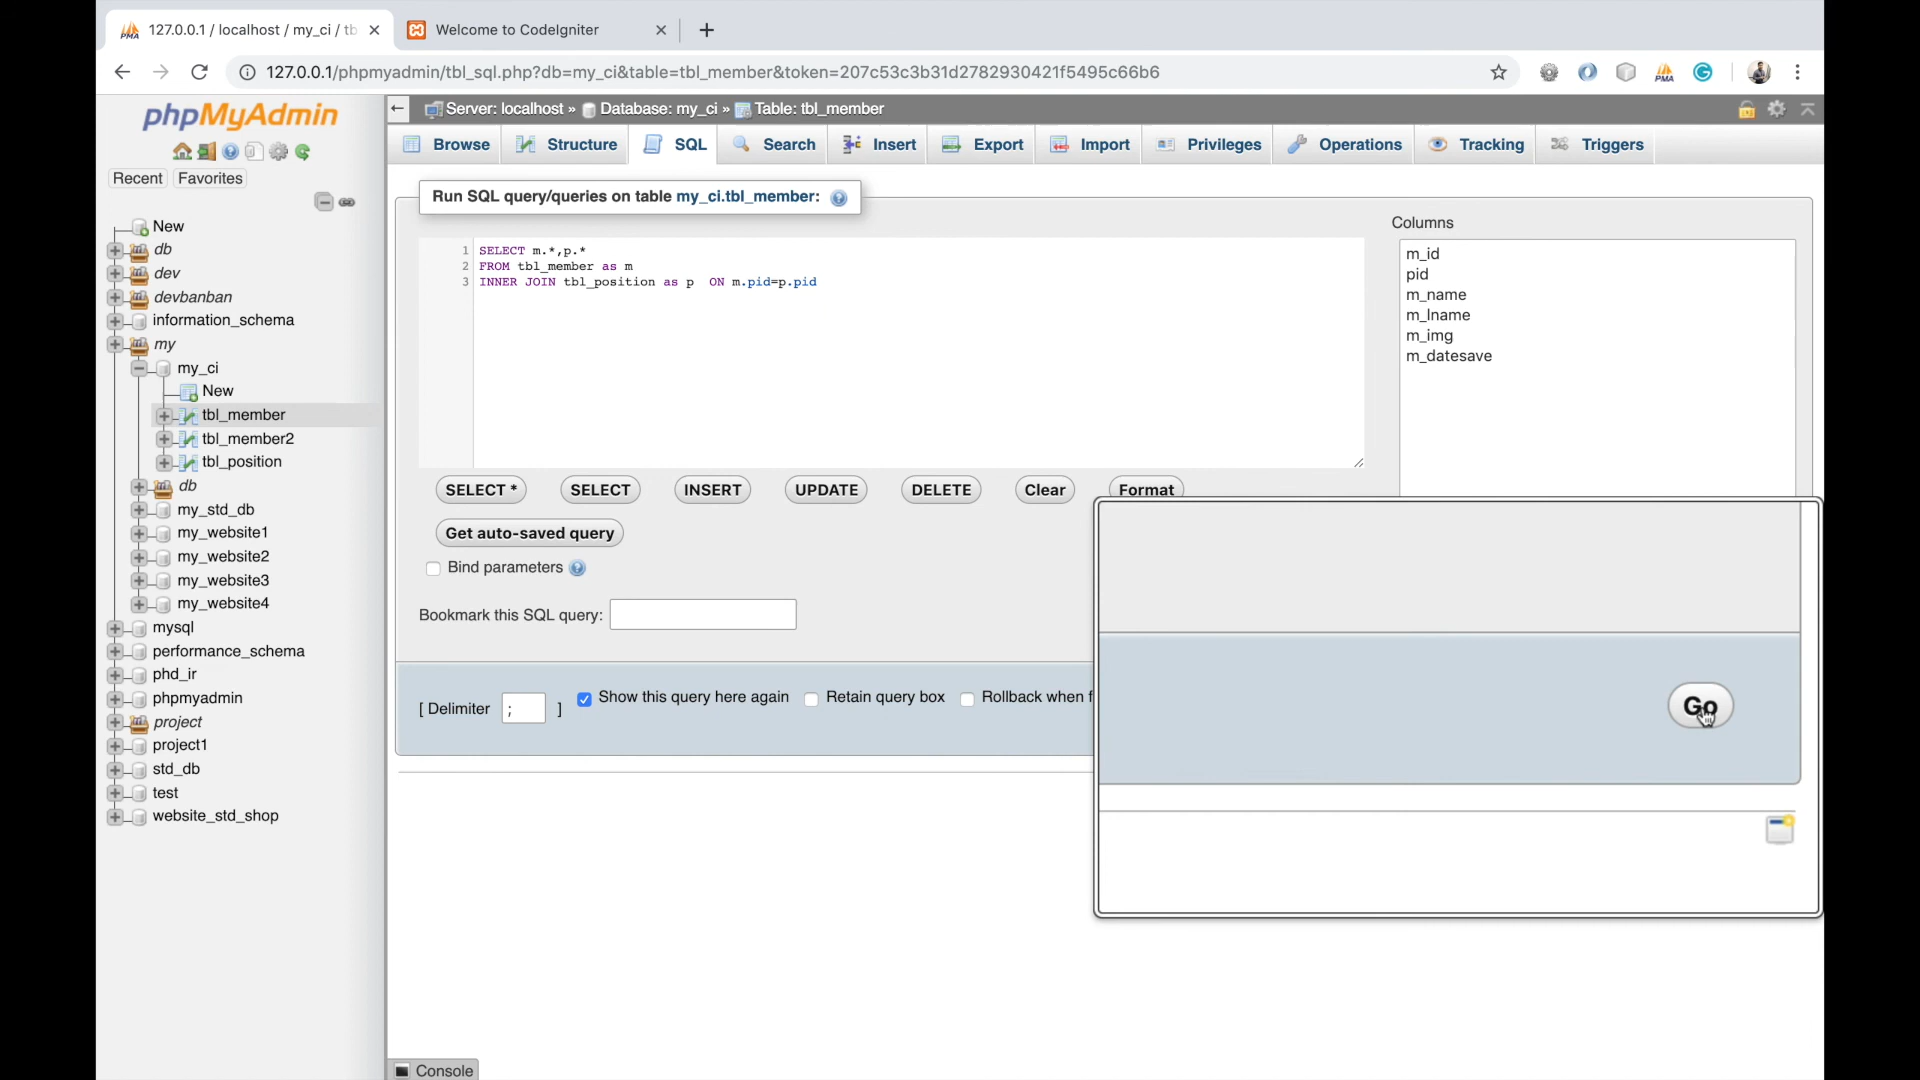 127.0.0.1 / localhost / my_ci / tb
Welcome to CodeIgniter
127.0.0.1/phpmyadmin/tbl_sql.php?db=my_ci&table=tbl_member&token=207c53c3b31d2782930421f5495c66b6
PMA
phpMyAdmin
Recent
Favorites
New
db
dev
devbanban
information_schema
my
my_ci
New
tbl_member
tbl_member2
tbl_position
db
my_std_db
my_website1
my_website2
my_website3
my_website4
mysql
performance_schema
phd_ir
phpmyadmin
project
project1
std_db
test
website_std_shop
Server: localhost » Database: my_ci » Table: tbl_member
Browse
Structure
SQL
Search
Insert
Export
Import
Privileges
Operations
Tracking
Triggers
Run SQL query/queries on table my_ci.tbl_member:
1 SELECT m.*,p.*
2 FROM tbl_member as m
3 INNER JOIN tbl_position as p  ON m.pid=p.pid
Columns
m_id
pid
m_name
m_lname
m_img
m_datesave
SELECT *
SELECT
INSERT
UPDATE
DELETE
Clear
Format
Get auto-saved query
Bind parameters
Bookmark this SQL query:
[ Delimiter ; ]
Show this query here again
Retain query box
Rollback when f
Go
Console